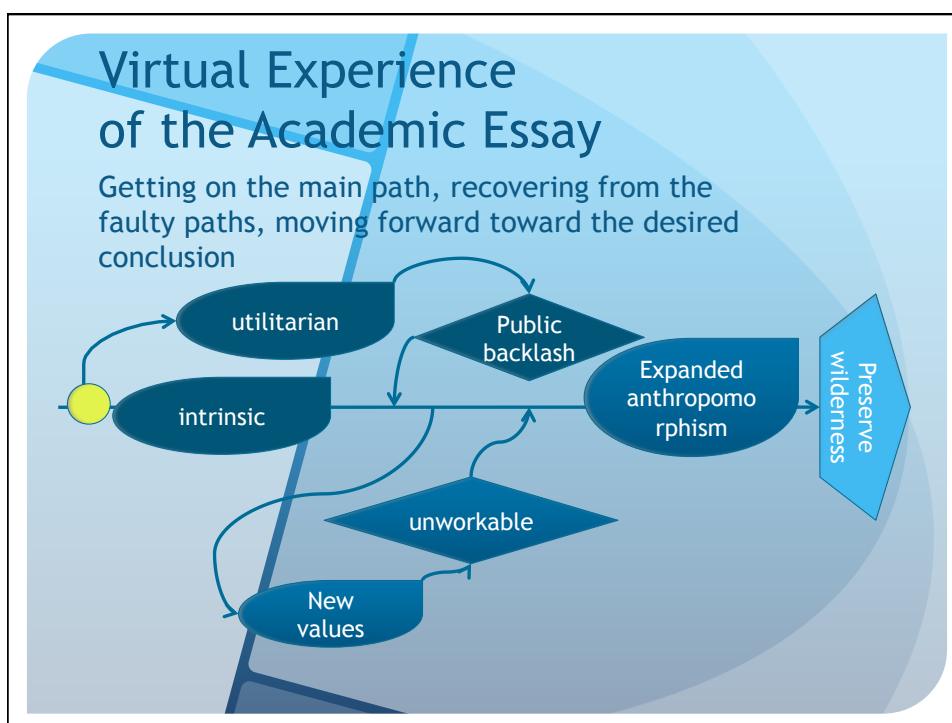 Virtual Experience
of the Academic Essay
Getting on the main path, recovering from the
faulty paths, moving forward toward the desired
conclusion
utilitarian
Public
backlash
intrinsic
Expanded
anthropomo
rphism
Preserve
wilderness
unworkable
New
values